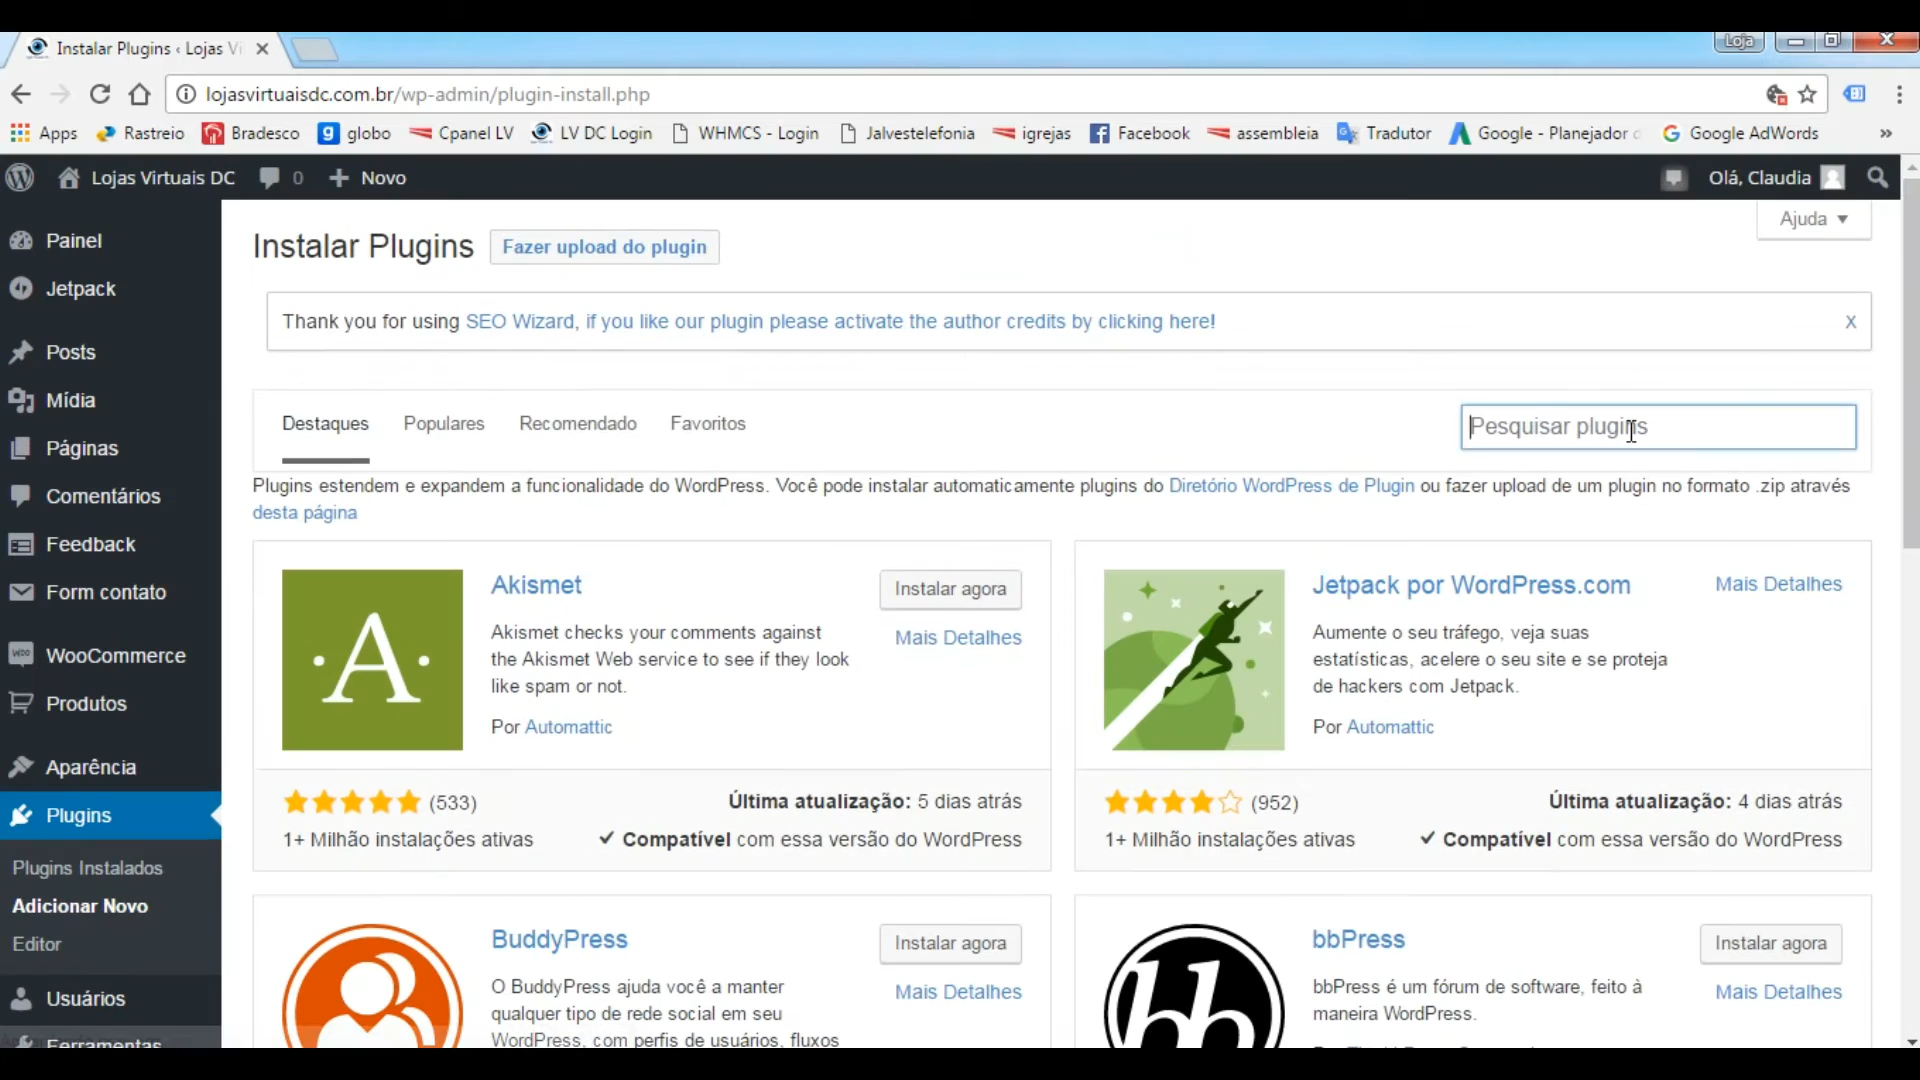 Instalar Plugins ‹ Lojas Vi
Loja
lojasvirtuaisdc.com.br/wp-admin/plugin-install.php
Apps Rastreio Bradesco globo Cpanel LV LV DC Login WHMCS - Login Jalvestelefonia igrejas Facebook assembleia Tradutor Google - Planejador d Google AdWords »
Lojas Virtuais DC 0 + Novo Olá, Claudia
Painel
Jetpack
Posts
Mídia
Páginas
Comentários
Feedback
Form contato
WooCommerce
Produtos
Aparência
Plugins
Plugins Instalados
Adicionar Novo
Editor
Usuários
Ferramentas
Ajuda
Instalar Plugins Fazer upload do plugin
Thank you for using SEO Wizard, if you like our plugin please activate the author credits by clicking here! X
Destaques Populares Recomendado Favoritos Pesquisar plugins
Plugins estendem e expandem a funcionalidade do WordPress. Você pode instalar automaticamente plugins do Diretório WordPress de Plugin ou fazer upload de um plugin no formato .zip através
desta página
A
Akismet
Instalar agora
Mais Detalhes
Akismet checks your comments against
the Akismet Web service to see if they look
like spam or not.
Por Automattic
(533)
Última atualização: 5 dias atrás
1+ Milhão instalações ativas
✓ Compatível com essa versão do WordPress
Jetpack por WordPress.com
Mais Detalhes
Aumente o seu tráfego, veja suas
estatísticas, acelere o seu site e se proteja
de hackers com Jetpack.
Por Automattic
(952)
Última atualização: 4 dias atrás
1+ Milhão instalações ativas
✓ Compatível com essa versão do WordPress
BuddyPress
Instalar agora
Mais Detalhes
O BuddyPress ajuda você a manter
qualquer tipo de rede social em seu
WordPress, com perfis de usuários, fluxos
bb
bbPress
Instalar agora
Mais Detalhes
bbPress é um fórum de software, feito à
maneira WordPress.